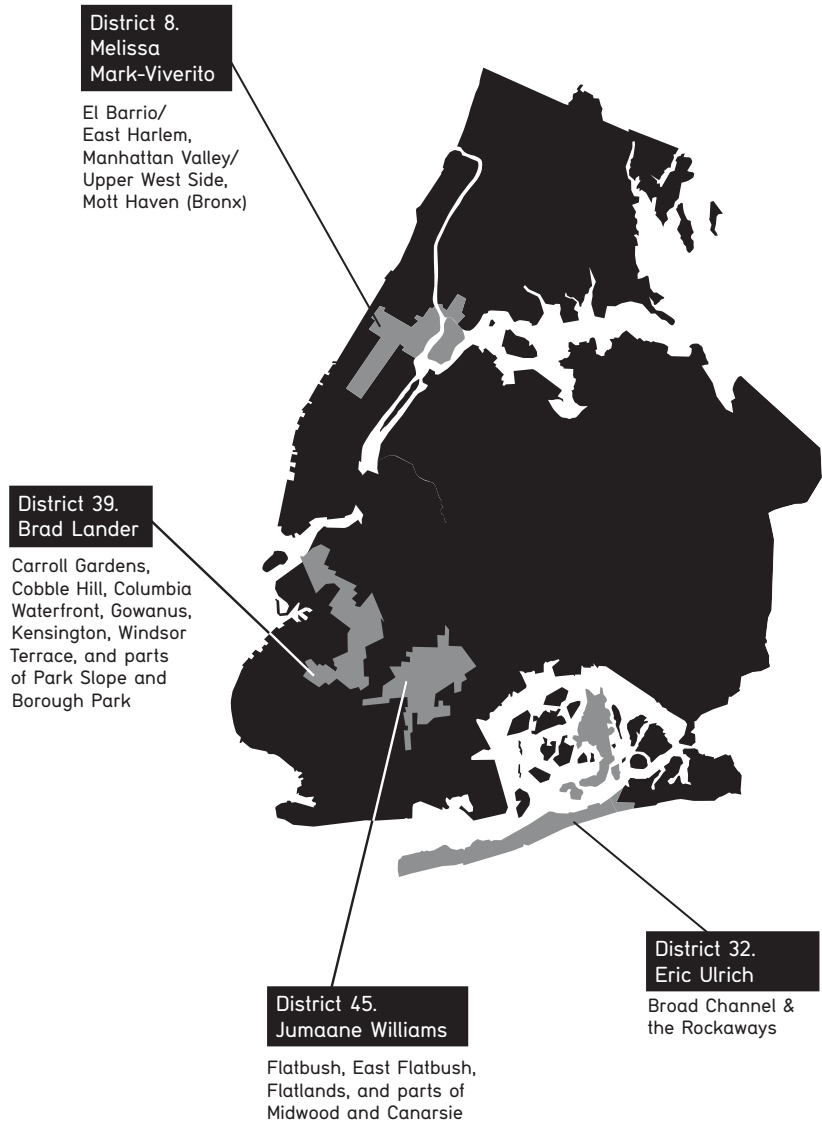 District 8.
Melissa
Mark-Viverito
El Barrio/
East Harlem,
Manhattan Valley/
Upper West Side,
Mott Haven (Bronx)
District 39.
Brad Lander
Carroll Gardens,
Cobble Hill, Columbia
Waterfront, Gowanus,
Kensington, Windsor
Terrace, and parts
of Park Slope and
Borough Park
District 32.
Eric Ulrich
Broad Channel &
the Rockaways
District 45.
Jumaane Williams
Flatbush, East Flatbush,
Flatlands, and parts of
Midwood and Canarsie